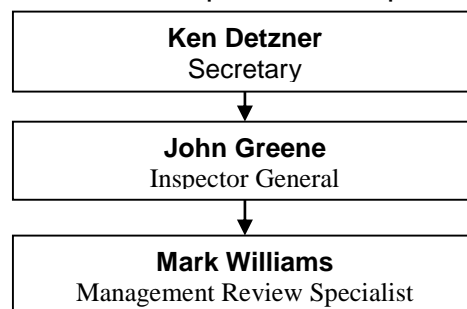 Ken Detzner
Secretary
John Greene
Inspector General
Mark Williams
Management Review Specialist